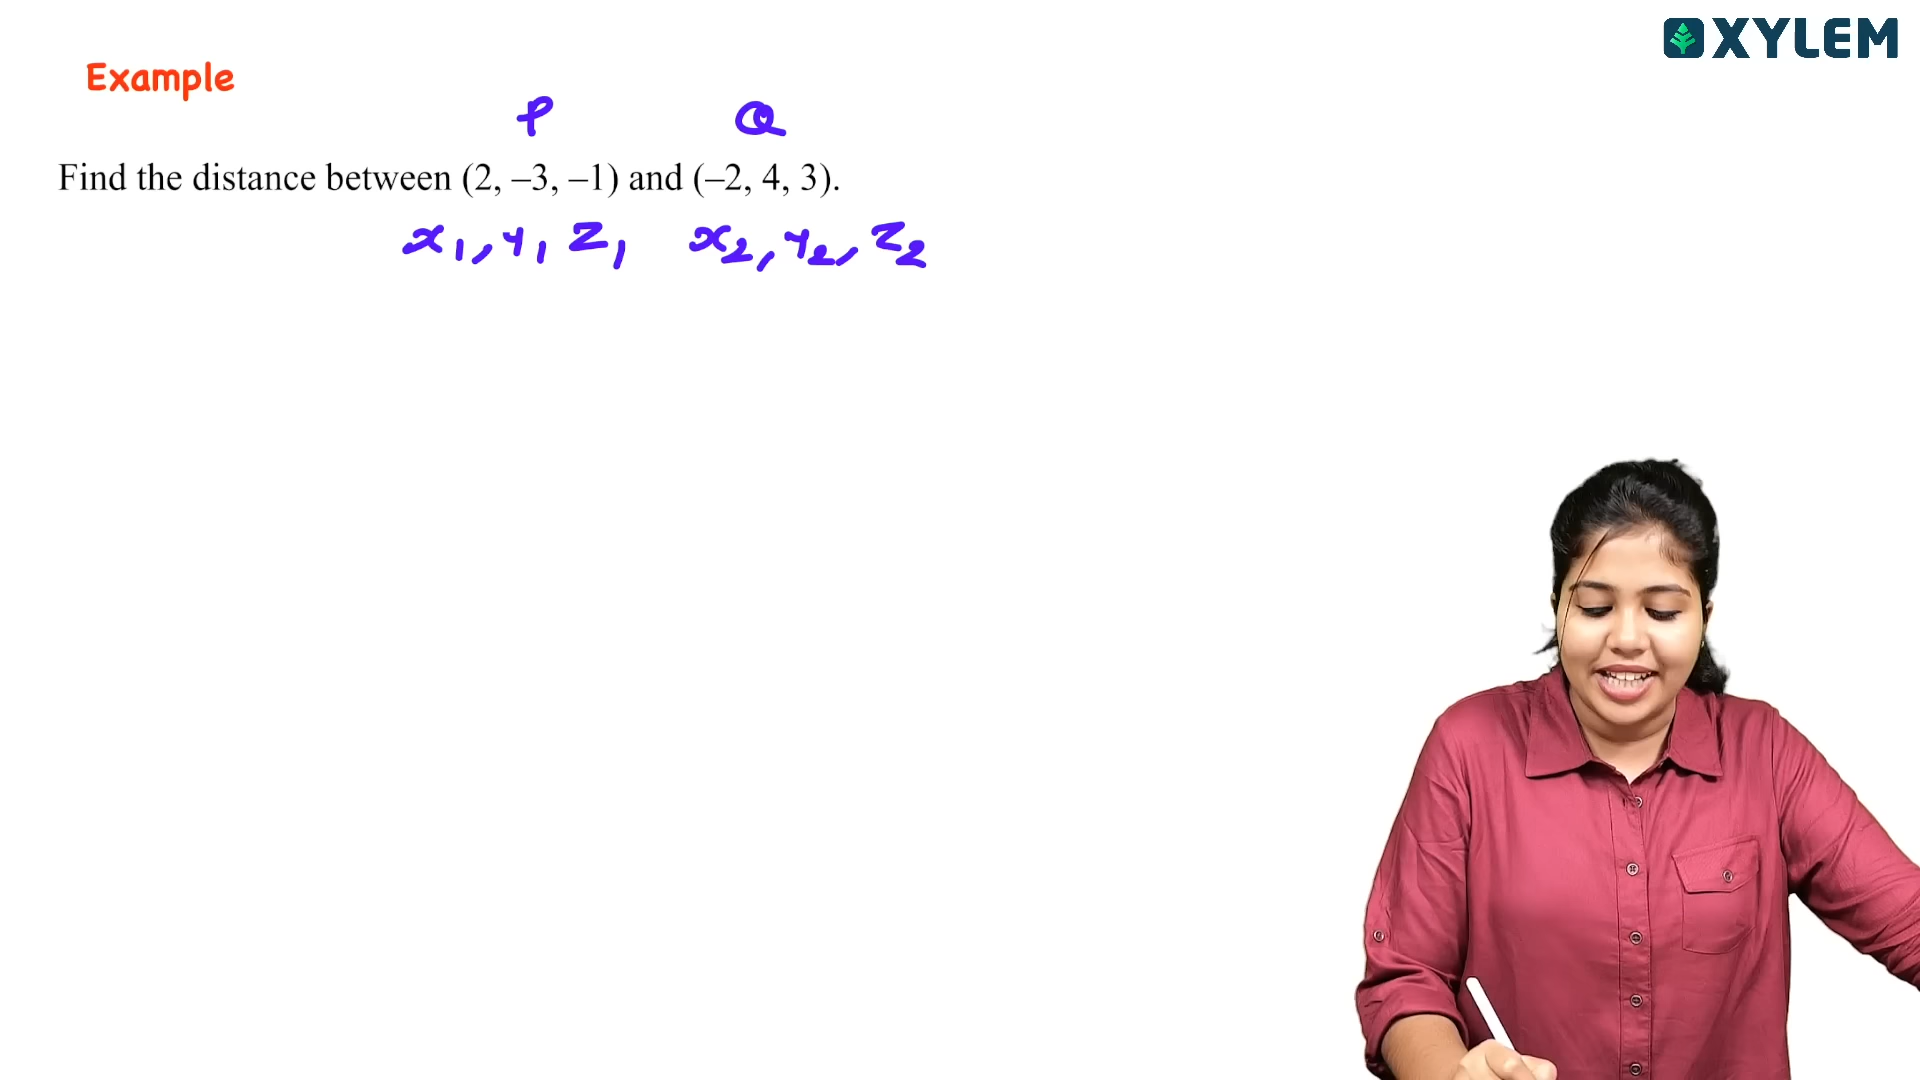 XYLEM
Example
P Q
Find the distance between (2, –3, –1) and (–2, 4, 3).
x1, y1 z1 x2, y2, z2